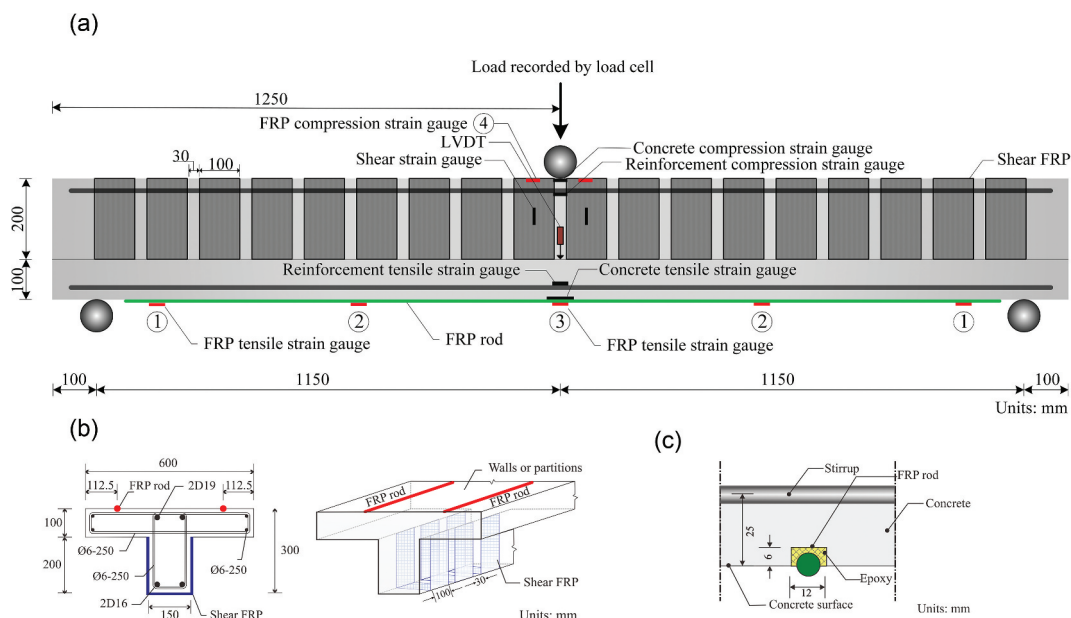 (a)
Load recorded by load cell
1250
FRP compression strain gauge 4
LVDT
Shear strain gauge
Concrete compression strain gauge
Reinforcement compression strain gauge
Shear FRP
30
100
200
100
Reinforcement tensile strain gauge
Concrete tensile strain gauge
1
2
3
2
1
FRP tensile strain gauge
FRP rod
FRP tensile strain gauge
100
1150
1150
100
Units: mm
(b)
600
112.5
FRP rod
2D19
112.5
100
200
300
Ø6-250
Ø6-250
Ø6-250
2D16
150
Shear FRP
Walls or partitions
FRP rod
FRP rod
Shear FRP
100
30
Units: mm
(c)
Stirrup
FRP rod
Concrete
25
6
Epoxy
12
Concrete surface
Units: mm